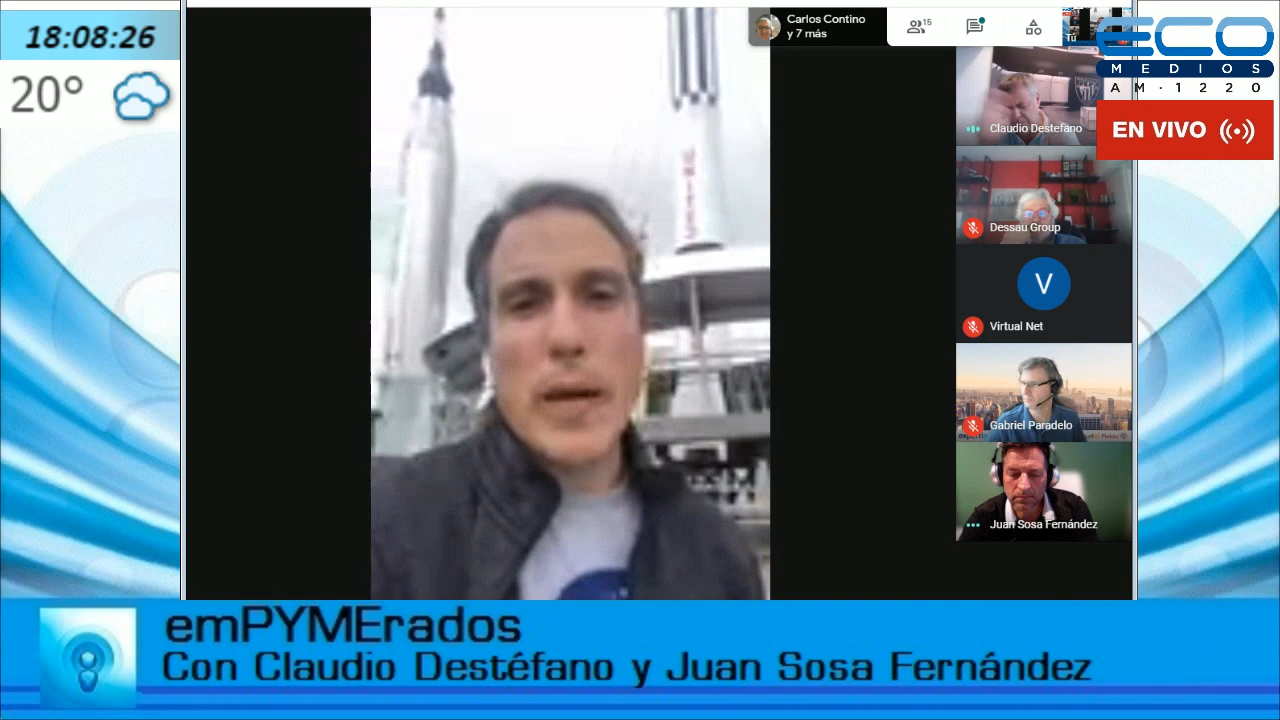 18:08:26
20°
Carlos Contino
y 7 más
15
Tú
ECO
MEDIOS
AM·1220
EN VIVO
Claudio Destefano
Dessau Group
V
Virtual Net
Gabriel Paradelo
Juan Sosa Fernández
UNITED
emPYMErados
Con Claudio Destéfano y Juan Sosa Fernández